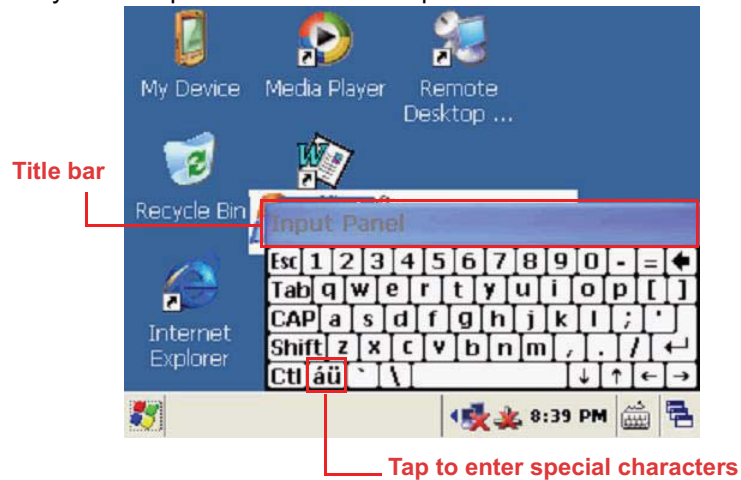 My Device Media Player Remote
Desktop ...
Title bar
Recycle Bin
Input Panel
Esc 1 2 3 4 5 6 7 8 9 0 - = ←
Tab q w e r t y u i o p [ ]
CAP a s d f g h j k l ; '
Internet
Shift z x c v b n m , . / ↵
Explorer
Ctl áü ` \ ↓ ↑ ← →
8:39 PM
Tap to enter special characters